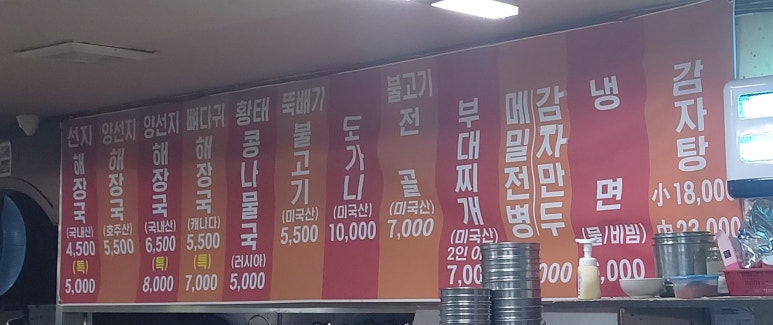 선지
해장국
(국내산)
4,500
(특)
5,000
양선지
해장국
(호주산)
5,500
양선지
해장국
(국내산)
6,500
(특)
8,000
뼈다귀
해장국
(캐나다)
5,500
(특)
7,000
황태
콩나물국
(러시아)
5,000
뚝배기
불고기
(미국산)
5,500
도가니
(미국산)
10,000
불고기
전골
(미국산)
7,000
부대찌개
(미국산)
2인
메밀전병
감자만두
냉면
(물/비빔)
감자탕
小 18,000